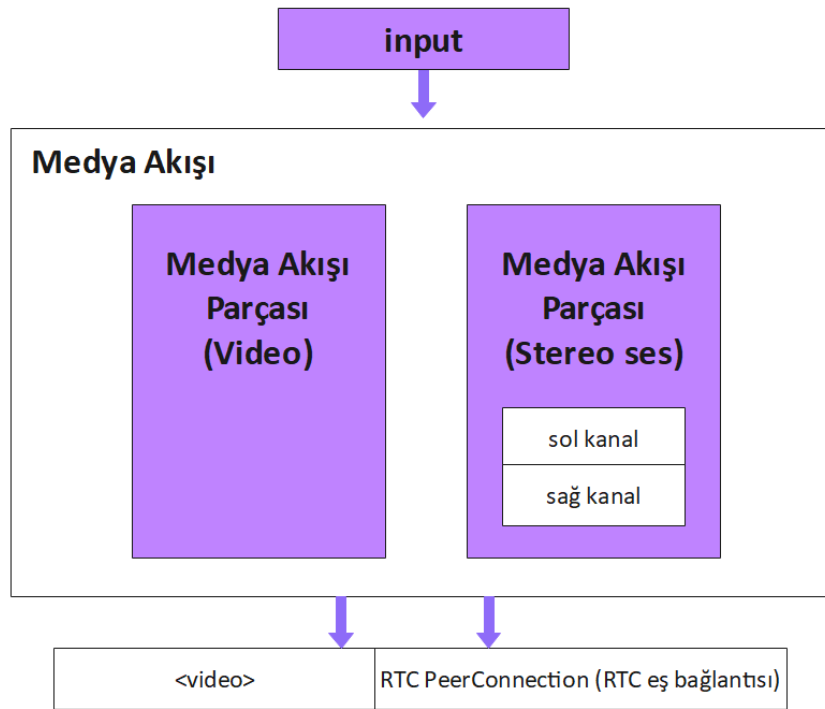 input
Medya Akışı
Medya Akışı
Parçası
(Video)
Medya Akışı
Parçası
(Stereo ses)
sol kanal
sağ kanal
<video>
RTC PeerConnection (RTC eş bağlantısı)